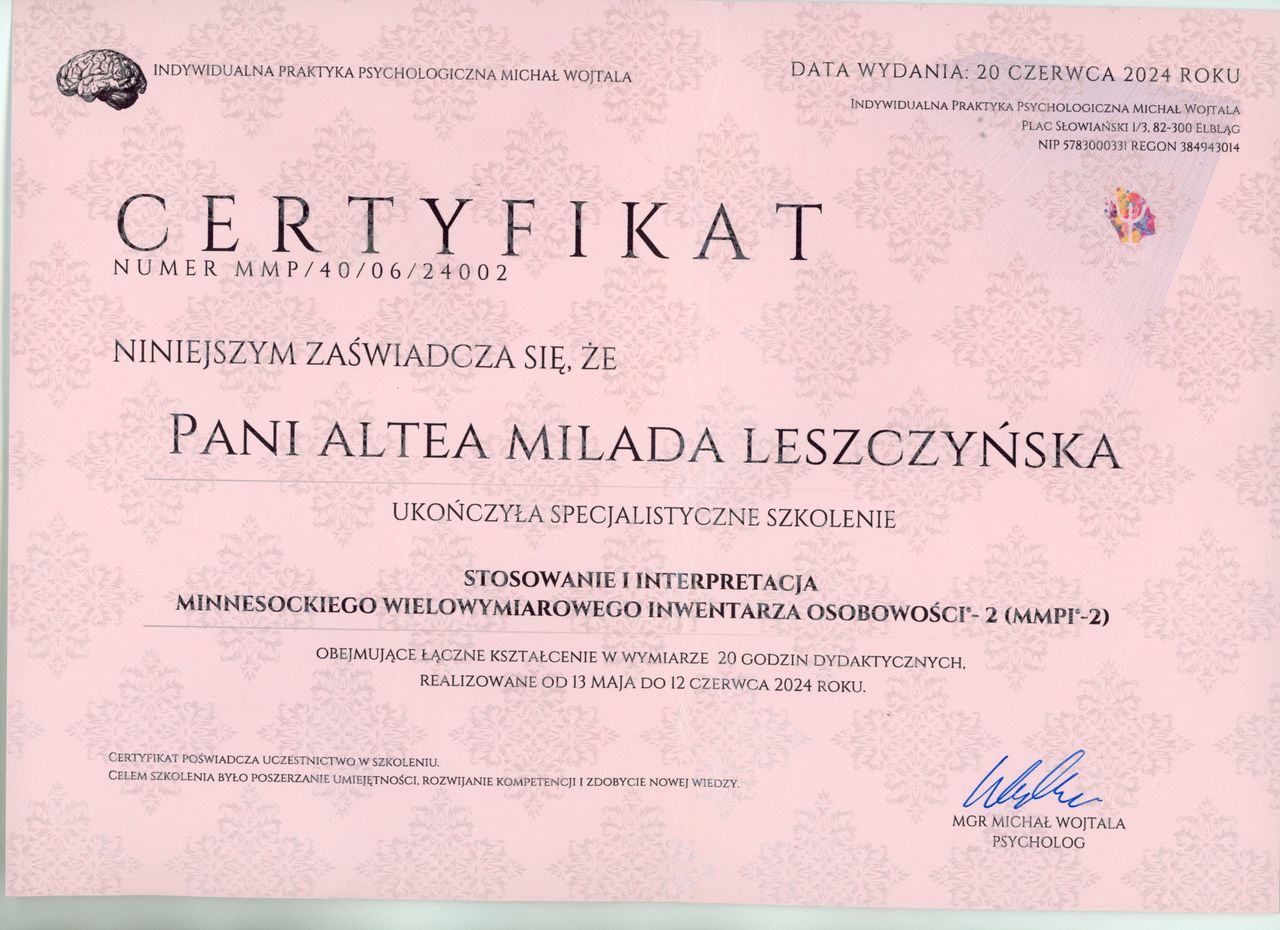 INDYWIDUALNA PRAKTYKA PSYCHOLOGICZNA MICHAŁ WOJTALA
DATA WYDANIA: 20 CZERWCA 2024 ROKU
INDYWIDUALNA PRAKTYKA PSYCHOLOGICZNA MICHAŁ WOJTALA
PLAC SŁOWIAŃSKI 1/3, 82-300 ELBLĄG
NIP 5783000331 REGON 384943014
CERTYFIKAT
NUMER MMP/40/06/24002
NINIEJSZYM ZAŚWIADCZA SIĘ, ŻE
PANI ALTEA MILADA LESZCZYŃSKA
UKOŃCZYŁA SPECJALISTYCZNE SZKOLENIE
STOSOWANIE I INTERPRETACJA
MINNESOCKIEGO WIELOWYMIAROWEGO INWENTARZA OSOBOWOŚCI®- 2 (MMPI®-2)
OBEJMUJĄCE ŁĄCZNE KSZTAŁCENIE W WYMIARZE 20 GODZIN DYDAKTYCZNYCH,
REALIZOWANE OD 13 MAJA DO 12 CZERWCA 2024 ROKU.
CERTYFIKAT POŚWIADCZA UCZESTNICTWO W SZKOLENIU.
CELEM SZKOLENIA BYŁO POSZERZANIE UMIEJĘTNOŚCI, ROZWIJANIE KOMPETENCJI I ZDOBYCIE NOWEJ WIEDZY.
MGR MICHAŁ WOJTALA
PSYCHOLOG